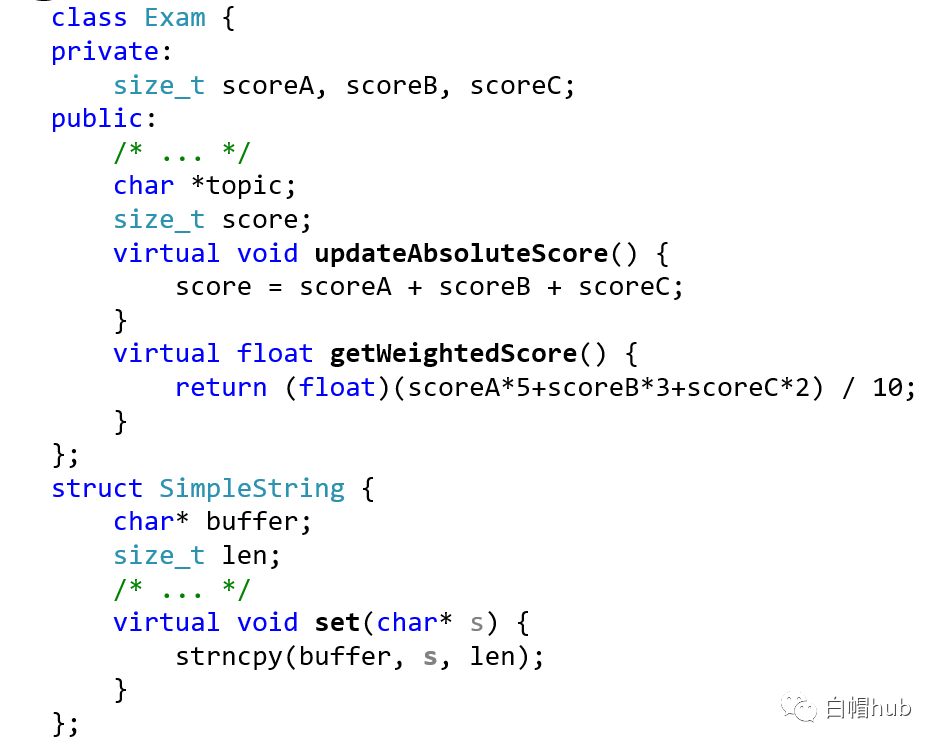 class Exam {
private:
    size_t scoreA, scoreB, scoreC;
public:
    /* ... */
    char *topic;
    size_t score;
    virtual void updateAbsoluteScore() {
        score = scoreA + scoreB + scoreC;
    }
    virtual float getWeightedScore() {
        return (float)(scoreA*5+scoreB*3+scoreC*2) / 10;
    }
};
struct SimpleString {
    char* buffer;
    size_t len;
    /* ... */
    virtual void set(char* s) {
        strncpy(buffer, s, len);
    }
};
白帽hub